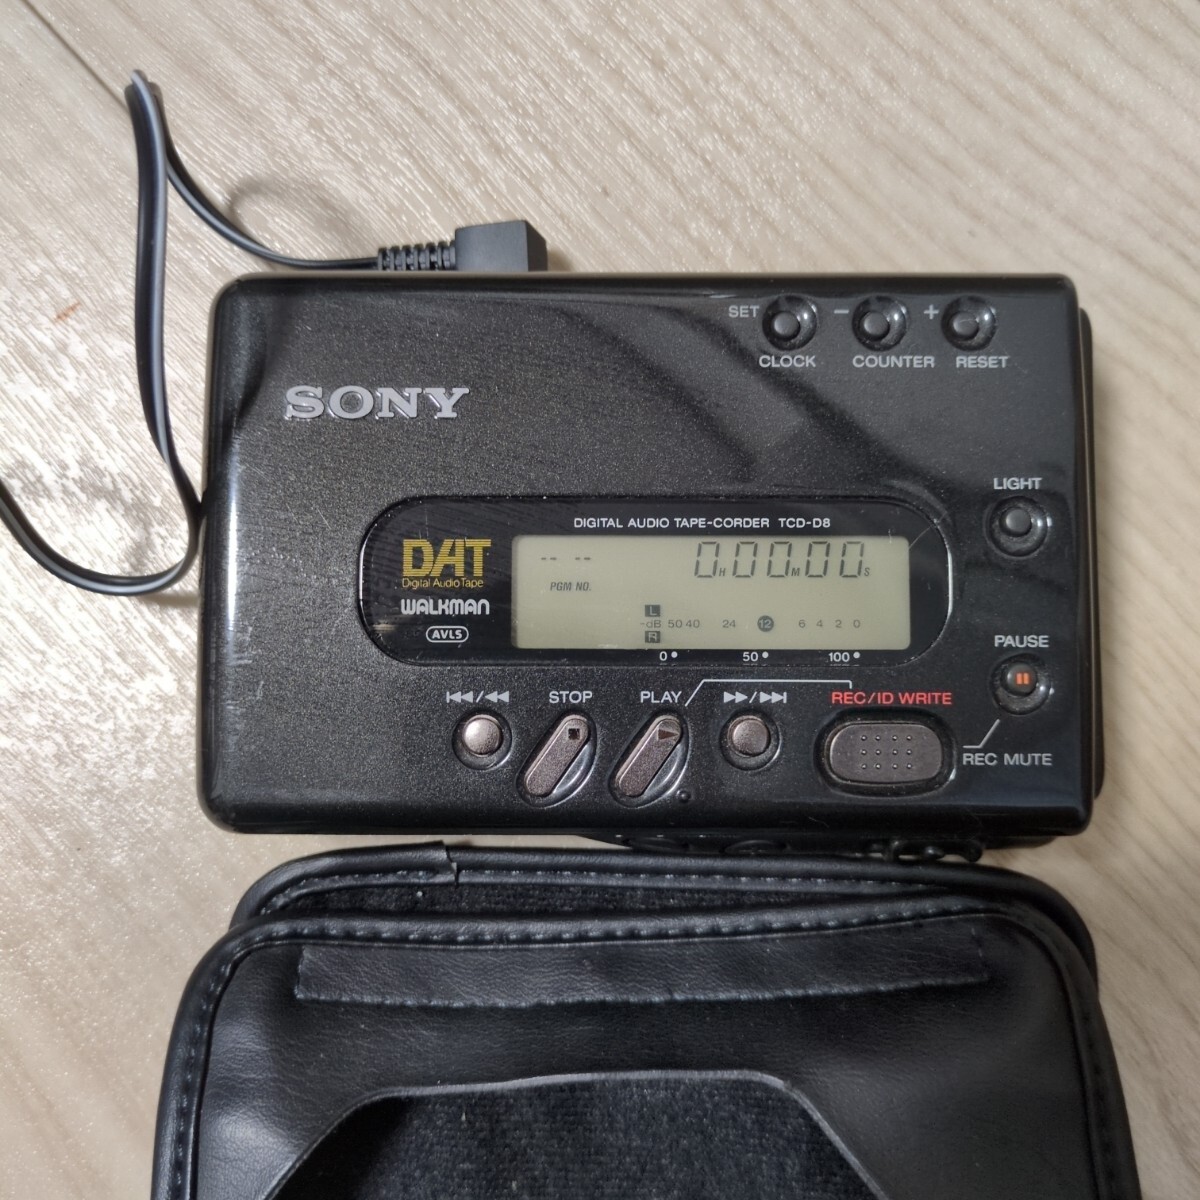 SET - +
CLOCK COUNTER RESET
SONY
LIGHT
DIGITAL AUDIO TAPE-CORDER TCD-D8
DAT
Digital Audio Tape
WALKMAN
AVLS
-- -- 0H00M00S
PGM NO.
L
-dB 50 40 24 12 6 4 2 0
R
0 50 100
PAUSE
STOP PLAY REC/ID WRITE
REC MUTE